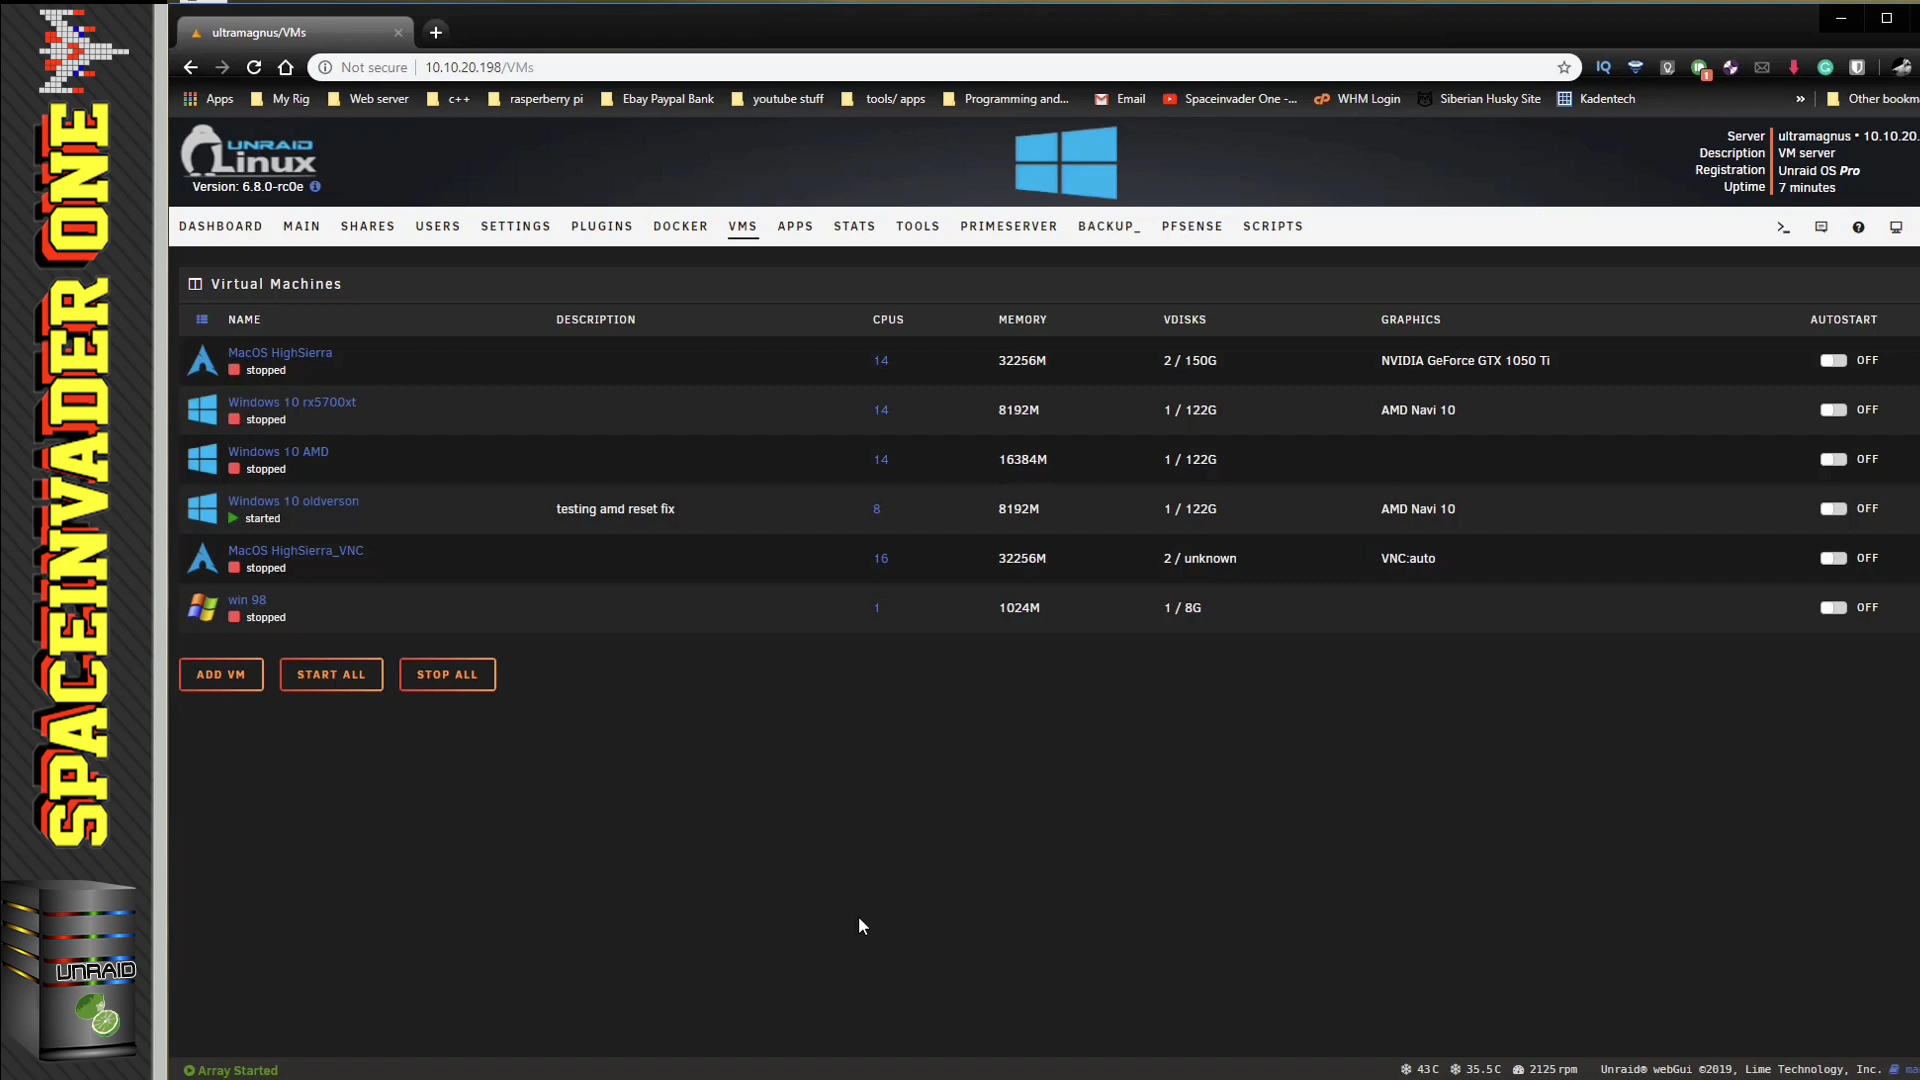 SPACEINVADER ONE
UNRAID
ultramagnus/VMs
Not secure
10.10.20.198/VMs
Apps
My Rig
Web server
c++
rasperberry pi
Ebay Paypal Bank
youtube stuff
tools/ apps
Programming and...
Email
Spaceinvader One -...
WHM Login
Siberian Husky Site
Kadentech
»
Other bookm
UNRAID
Linux
Version: 6.8.0-rc0e
Server ultramagnus • 10.10.20.
Description VM server
Registration Unraid OS Pro
Uptime 7 minutes
DASHBOARD MAIN SHARES USERS SETTINGS PLUGINS DOCKER VMS APPS STATS TOOLS PRIMESERVER BACKUP_ PFSENSE SCRIPTS
Virtual Machines
NAME DESCRIPTION CPUS MEMORY VDISKS GRAPHICS AUTOSTART
MacOS HighSierra
stopped
14 32256M 2 / 150G NVIDIA GeForce GTX 1050 Ti OFF
Windows 10 rx5700xt
stopped
14 8192M 1 / 122G AMD Navi 10 OFF
Windows 10 AMD
stopped
14 16384M 1 / 122G OFF
Windows 10 oldverson
started
testing amd reset fix 8 8192M 1 / 122G AMD Navi 10 OFF
MacOS HighSierra_VNC
stopped
16 32256M 2 / unknown VNC:auto OFF
win 98
stopped
1 1024M 1 / 8G OFF
ADD VM START ALL STOP ALL
Array Started
43 C 35.5 C 2125 rpm Unraid® webGui ©2019, Lime Technology, Inc. ma